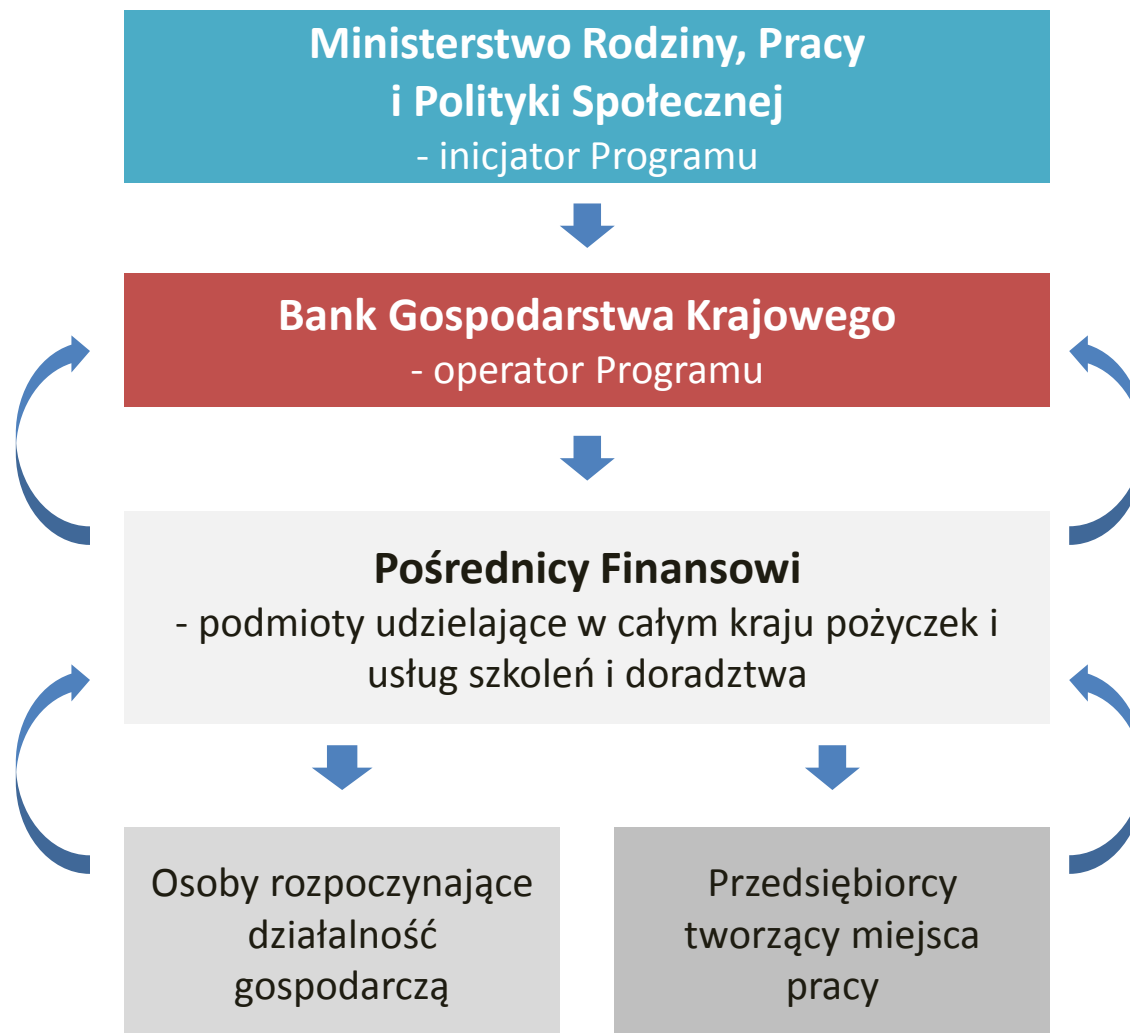 Ministerstwo Rodziny, Pracy
i Polityki Społecznej
- inicjator Programu
Bank Gospodarstwa Krajowego
- operator Programu
Pośrednicy Finansowi
- podmioty udzielające w całym kraju pożyczek i
usług szkoleń i doradztwa
Osoby rozpoczynające
działalność
gospodarczą
Przedsiębiorcy
tworzący miejsca
pracy